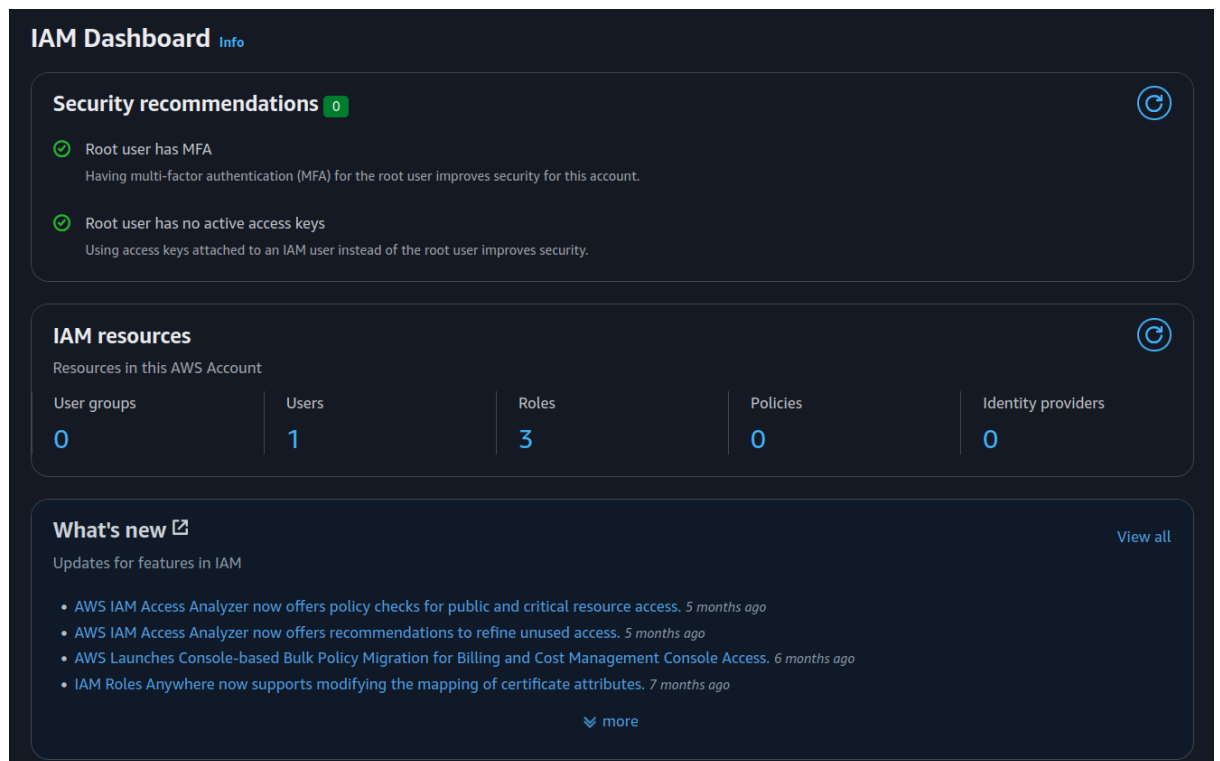 IAM Dashboard Info
Security recommendations 0
Root user has MFA
Having multi-factor authentication (MFA) for the root user improves security for this account.
Root user has no active access keys
Using access keys attached to an IAM user instead of the root user improves security.
IAM resources
Resources in this AWS Account
User groups Users Roles Policies Identity providers
0 1 3 0 0
What's new
View all
Updates for features in IAM
• AWS IAM Access Analyzer now offers policy checks for public and critical resource access. 5 months ago
• AWS IAM Access Analyzer now offers recommendations to refine unused access. 5 months ago
• AWS Launches Console-based Bulk Policy Migration for Billing and Cost Management Console Access. 6 months ago
• IAM Roles Anywhere now supports modifying the mapping of certificate attributes. 7 months ago
more